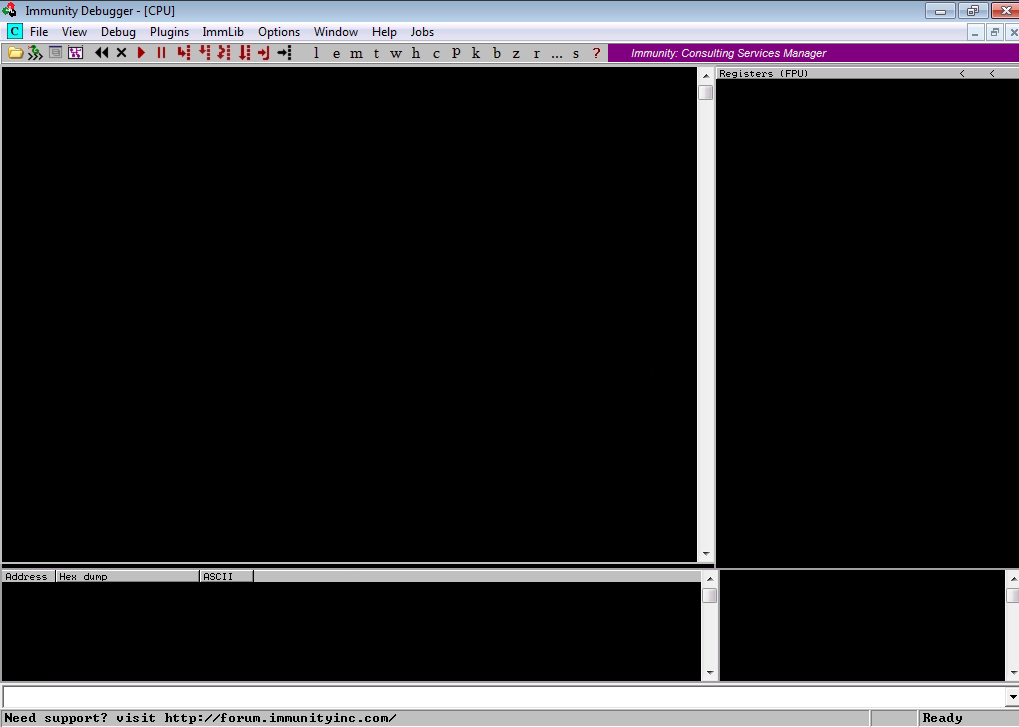 Immunity Debugger - [CPU]
C File View Debug Plugins ImmLib Options Window Help Jobs
l e m t w h c P k b z r ... s ? Immunity: Consulting Services Manager
Registers (FPU) < <
Address Hex dump ASCII
Need support? visit http://forum.immunityinc.com/ Ready